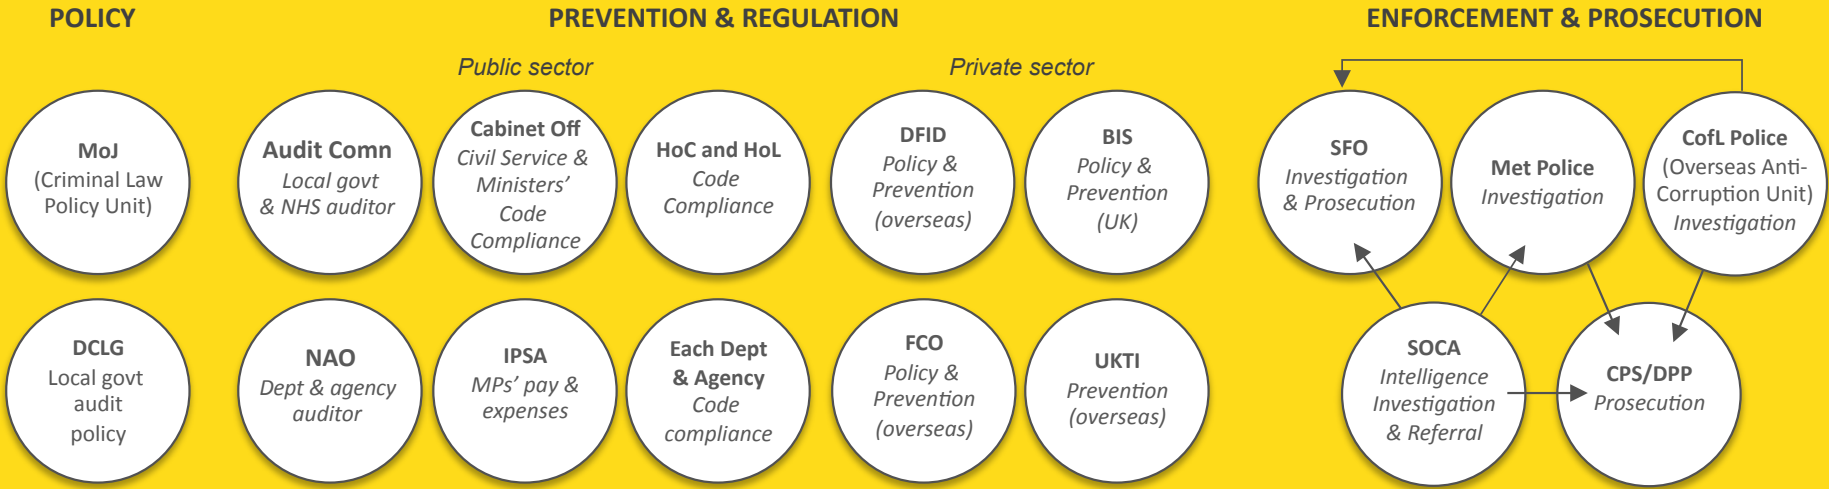 POLICY
PREVENTION & REGULATION
ENFORCEMENT & PROSECUTION
Public sector
Private sector
MoJ
(Criminal Law
Policy Unit)
Audit Comn
Local govt
& NHS auditor
Cabinet Off
Civil Service &
Ministers’
Code
Compliance
HoC and HoL
Code
Compliance
DFID
Policy &
Prevention
(overseas)
BIS
Policy &
Prevention
(UK)
SFO
Investigation
& Prosecution
Met Police
Investigation
CofL Police
(Overseas Anti-
Corruption Unit)
Investigation
DCLG
Local govt
audit
policy
NAO
Dept & agency
auditor
IPSA
MPs’ pay &
expenses
Each Dept
& Agency
Code
compliance
FCO
Policy &
Prevention
(overseas)
UKTI
Prevention
(overseas)
SOCA
Intelligence
Investigation
& Referral
CPS/DPP
Prosecution